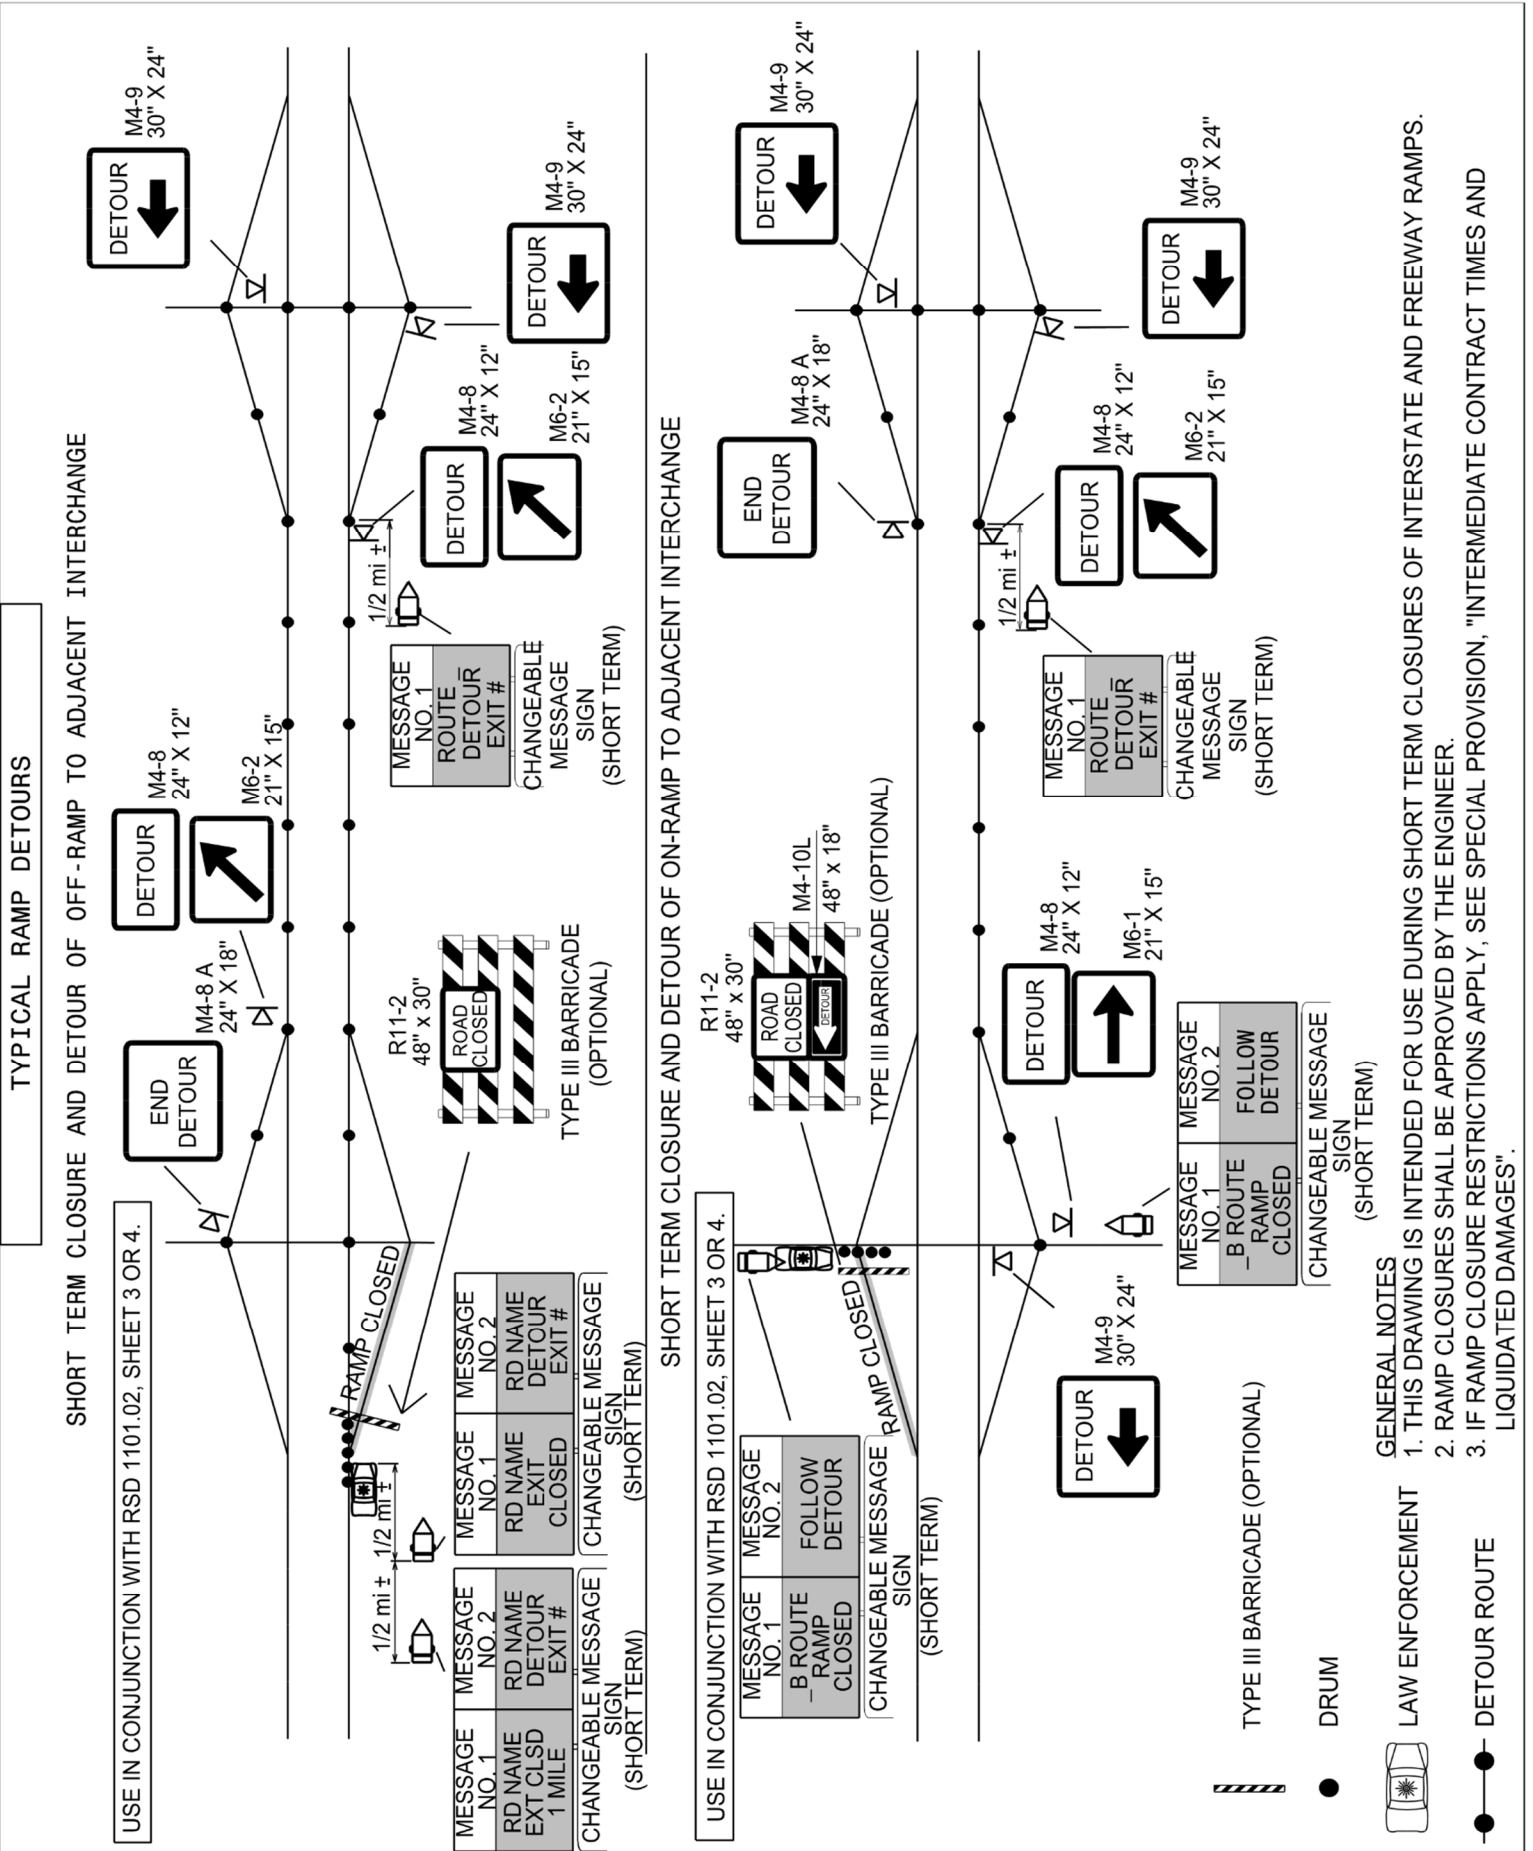 TYPICAL RAMP DETOURS
SHORT TERM CLOSURE AND DETOUR OF OFF-RAMP TO ADJACENT INTERCHANGE
USE IN CONJUNCTION WITH RSD 1101.02, SHEET 3 OR 4.
END
DETOUR
M4-8 A
24" X 18"
DETOUR
M4-8
24" X 12"
M6-2
21" X 15"
DETOUR
M4-9
30" X 24"
RAMP CLOSED
1/2 mi ±
1/2 mi ±
MESSAGE
NO. 1
RD NAME
EXT CLSD
1 MILE
MESSAGE
NO. 2
RD NAME
DETOUR
EXIT #
CHANGEABLE MESSAGE
SIGN
(SHORT TERM)
MESSAGE
NO. 1
RD NAME
EXIT
CLOSED
MESSAGE
NO. 2
RD NAME
DETOUR
EXIT #
CHANGEABLE MESSAGE
SIGN
(SHORT TERM)
R11-2
48" x 30"
ROAD
CLOSED
TYPE III BARRICADE
(OPTIONAL)
1/2 mi ±
MESSAGE
NO. 1
ROUTE _
DETOUR
EXIT #
CHANGEABLE
MESSAGE
SIGN
(SHORT TERM)
DETOUR
M4-8
24" X 12"
M6-2
21" X 15"
DETOUR
M4-9
30" X 24"
SHORT TERM CLOSURE AND DETOUR OF ON-RAMP TO ADJACENT INTERCHANGE
USE IN CONJUNCTION WITH RSD 1101.02, SHEET 3 OR 4.
MESSAGE
NO. 1
_B ROUTE
RAMP
CLOSED
MESSAGE
NO. 2
FOLLOW
DETOUR
CHANGEABLE MESSAGE
SIGN
(SHORT TERM)
RAMP CLOSED
R11-2
48" x 30"
ROAD
CLOSED
DETOUR
M4-10L
48" x 18"
TYPE III BARRICADE (OPTIONAL)
END
DETOUR
M4-8 A
24" X 18"
DETOUR
M4-9
30" X 24"
DETOUR
M4-9
30" X 24"
DETOUR
M4-8
24" X 12"
M6-1
21" X 15"
MESSAGE
NO. 1
_B ROUTE
RAMP
CLOSED
MESSAGE
NO. 2
FOLLOW
DETOUR
CHANGEABLE MESSAGE
SIGN
(SHORT TERM)
1/2 mi ±
MESSAGE
NO. 1
ROUTE _
DETOUR
EXIT #
CHANGEABLE
MESSAGE
SIGN
(SHORT TERM)
DETOUR
M4-8
24" X 12"
M6-2
21" X 15"
DETOUR
M4-9
30" X 24"
TYPE III BARRICADE (OPTIONAL)
DRUM
LAW ENFORCEMENT
DETOUR ROUTE
GENERAL NOTES
1. THIS DRAWING IS INTENDED FOR USE DURING SHORT TERM CLOSURES OF INTERSTATE AND FREEWAY RAMPS.
2. RAMP CLOSURES SHALL BE APPROVED BY THE ENGINEER.
3. IF RAMP CLOSURE RESTRICTIONS APPLY, SEE SPECIAL PROVISION, "INTERMEDIATE CONTRACT TIMES AND
LIQUIDATED DAMAGES".